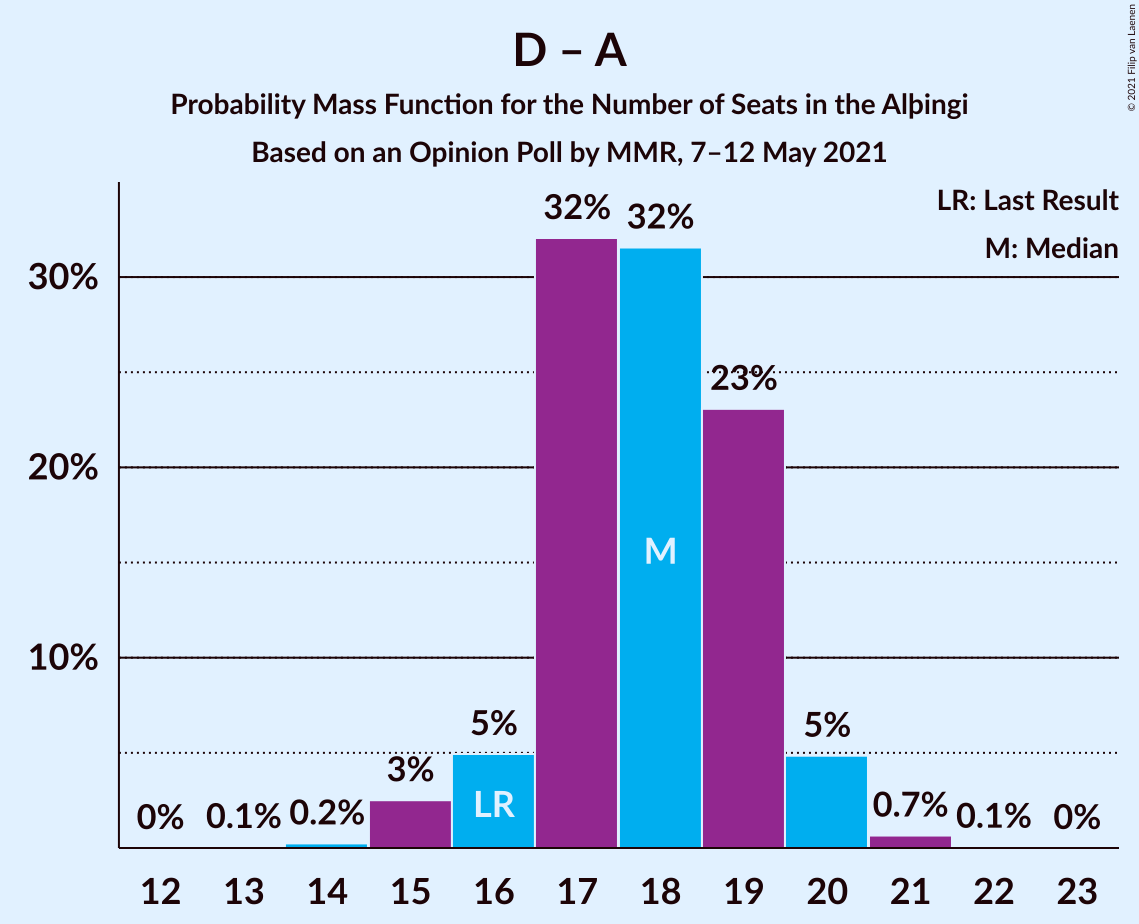 D – A
Probability Mass Function for the Number of Seats in the Alþingi
Based on an Opinion Poll by MMR, 7–12 May 2021
© 2021 Filip van Laenen
LR: Last Result
M: Median
30%
20%
10%
0%
0.1%
0.2%
3%
5%
32%
32%
23%
5%
0.7%
0.1%
0%
LR
M
12 13 14 15 16 17 18 19 20 21 22 23